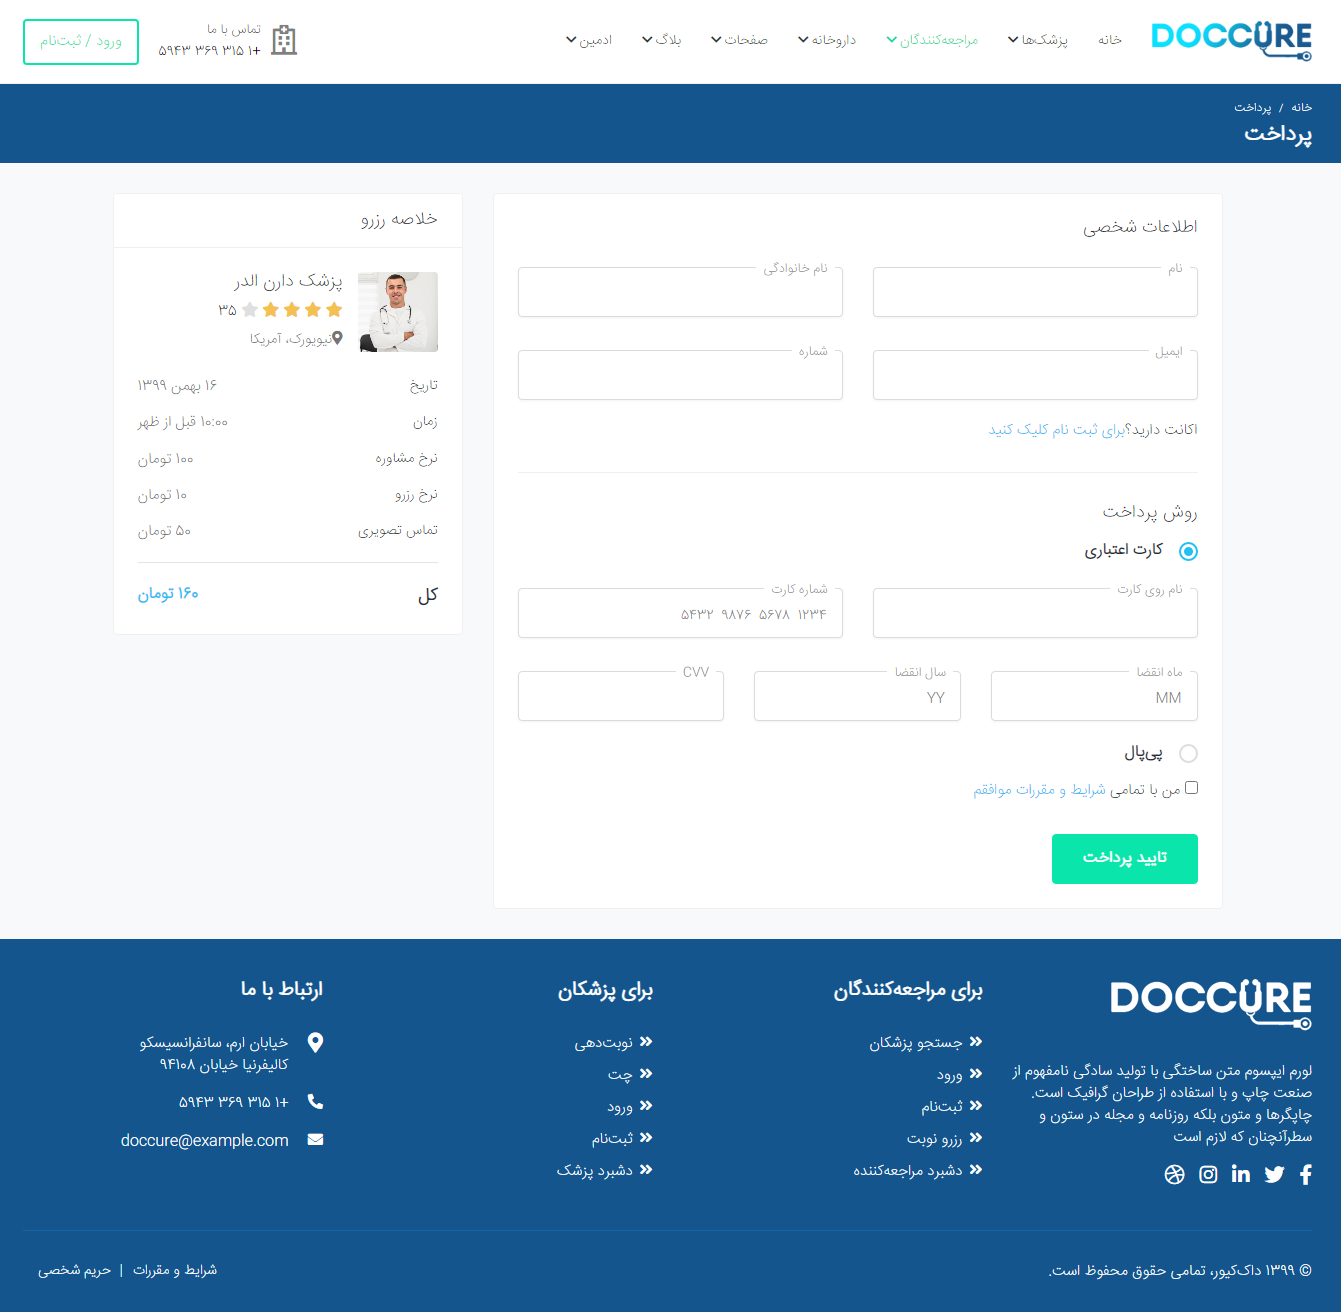 DOCCURE
خانه
پزشک‌ها
مراجعه‌کنندگان
داروخانه
صفحات
بلاگ
ادمین
تماس با ما
+۱ ۳۱۵ ۳۶۹ ۵۹۴۳
ورود / ثبت‌نام
خانه / پرداخت
پرداخت
اطلاعات شخصی
نام
نام خانوادگی
ایمیل
شماره
اکانت دارید؟برای ثبت نام کلیک کنید
روش پرداخت
کارت اعتباری
نام روی کارت
شماره کارت
۱۲۳۴ ۵۶۷۸ ۹۸۷۶ ۵۴۳۲
ماه انقضا
MM
سال انقضا
YY
CVV
پی‌پال
من با تمامی شرایط و مقررات موافقم
تایید پرداخت
خلاصه رزرو
پزشک دارن الدر
۳۵
نیویورک، آمریکا
تاریخ ۱۶ بهمن ۱۳۹۹
زمان ۱۰:۰۰ قبل از ظهر
نرخ مشاوره ۱۰۰ تومان
نرخ رزرو ۱۰ تومان
تماس تصویری ۵۰ تومان
کل ۱۶۰ تومان
DOCCURE
لورم ایپسوم متن ساختگی با تولید سادگی نامفهوم از
صنعت چاپ و با استفاده از طراحان گرافیک است.
چاپگرها و متون بلکه روزنامه و مجله در ستون و
سطرآنچنان که لازم است
برای مراجعه‌کنندگان
جستجو پزشکان
ورود
ثبت‌نام
رزرو نوبت
دشبرد مراجعه‌کننده
برای پزشکان
نوبت‌دهی
چت
ورود
ثبت‌نام
دشبرد پزشک
ارتباط با ما
خیابان ارم، سانفرانسیسکو
کالیفرنیا خیابان ۹۴۱۰۸
+۱ ۳۱۵ ۳۶۹ ۵۹۴۳
doccure@example.com
© ۱۳۹۹ داک‌کیور، تمامی حقوق محفوظ است.
شرایط و مقررات | حریم شخصی